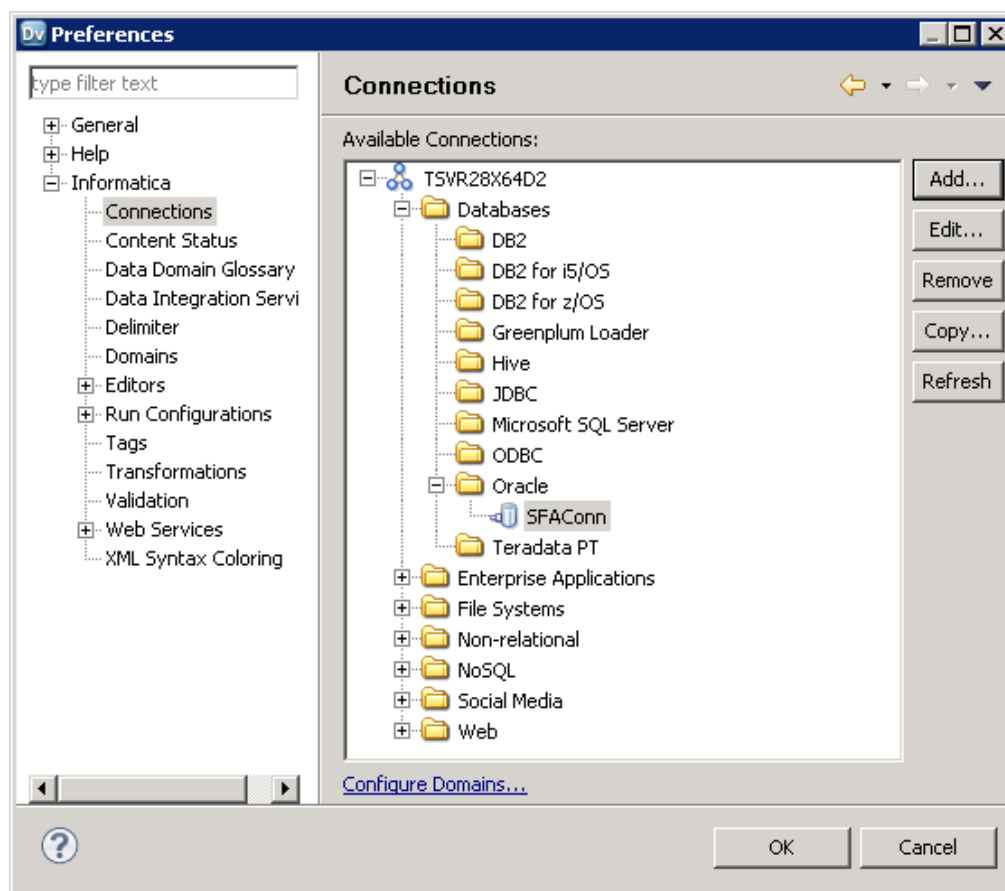 Dv Preferences
type filter text
General
Help
Informatica
Connections
Content Status
Data Domain Glossary
Data Integration Servi
Delimiter
Domains
Editors
Run Configurations
Tags
Transformations
Validation
Web Services
XML Syntax Coloring
Connections
Available Connections:
TSVR28X64D2
Databases
DB2
DB2 for i5/OS
DB2 for z/OS
Greenplum Loader
Hive
JDBC
Microsoft SQL Server
ODBC
Oracle
SFAConn
Teradata PT
Enterprise Applications
File Systems
Non-relational
NoSQL
Social Media
Web
Add...
Edit...
Remove
Copy...
Refresh
Configure Domains...
?
OK
Cancel